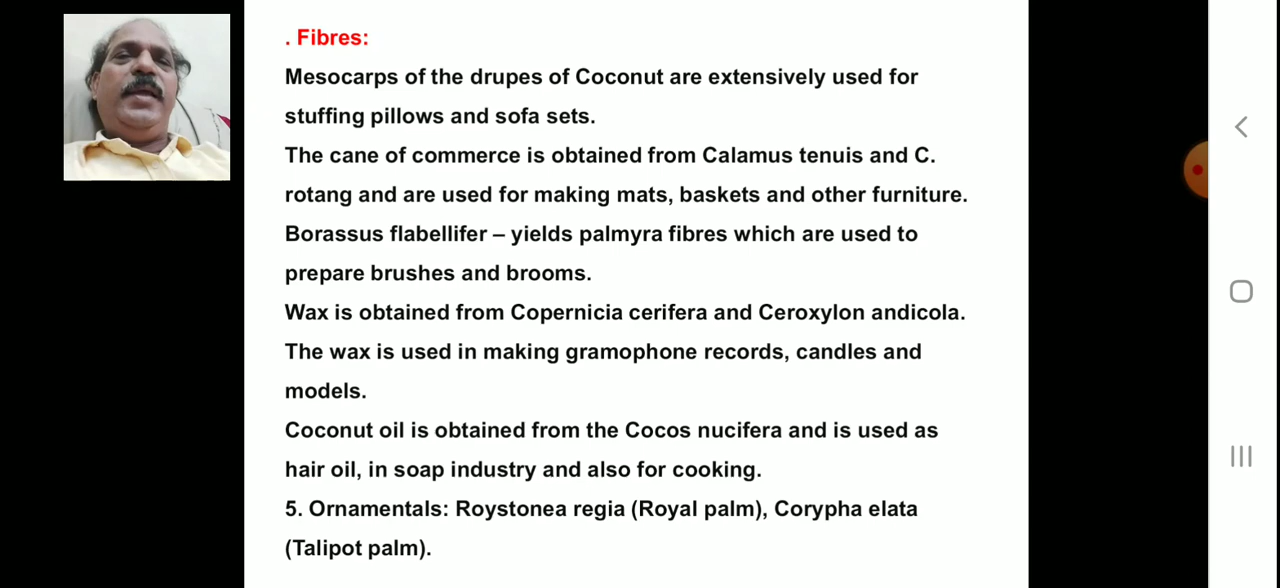 . Fibres:
Mesocarps of the drupes of Coconut are extensively used for
stuffing pillows and sofa sets.
The cane of commerce is obtained from Calamus tenuis and C.
rotang and are used for making mats, baskets and other furniture.
Borassus flabellifer – yields palmyra fibres which are used to
prepare brushes and brooms.
Wax is obtained from Copernicia cerifera and Ceroxylon andicola.
The wax is used in making gramophone records, candles and
models.
Coconut oil is obtained from the Cocos nucifera and is used as
hair oil, in soap industry and also for cooking.
5. Ornamentals: Roystonea regia (Royal palm), Corypha elata
(Talipot palm).